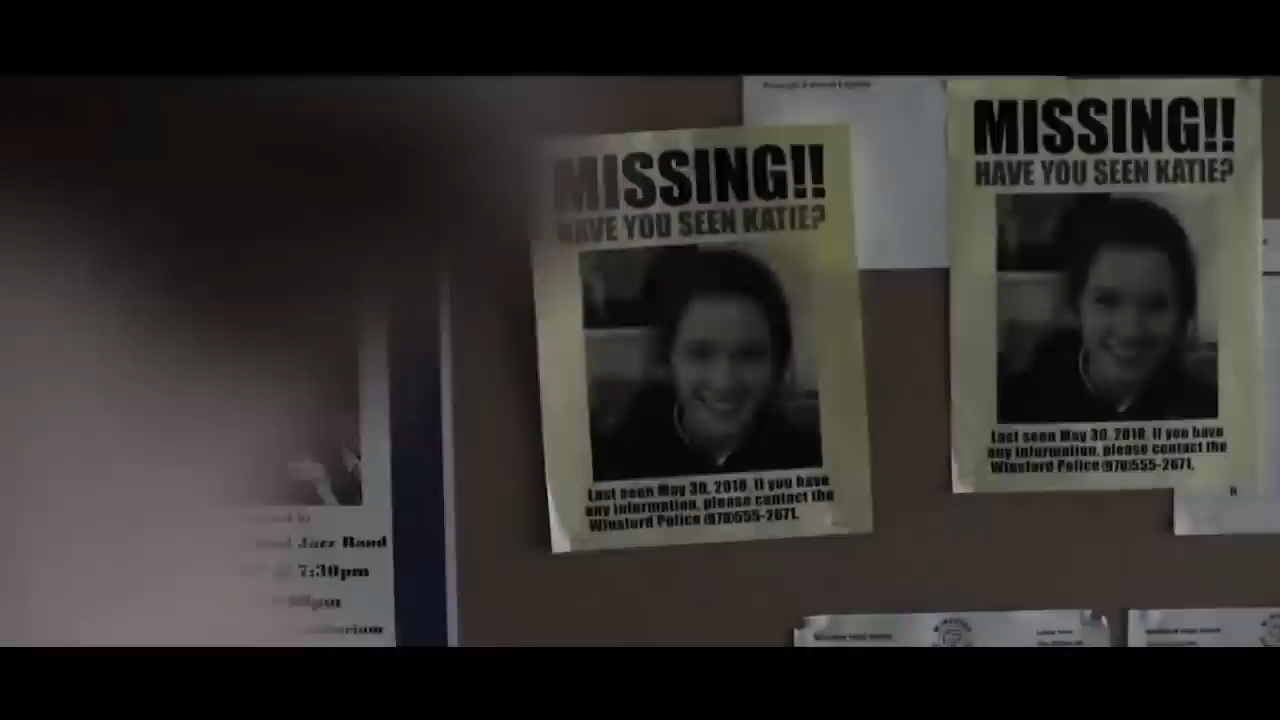 MISSING!!
HAVE YOU SEEN KATIE?
Last seen May 30, 2018. If you have
any information, please contact the
Winsford Police (978)555-2671.
MISSING!!
HAVE YOU SEEN KATIE?
Last seen May 30, 2018. If you have
any information, please contact the
Winsford Police (978)555-2671.
Jazz Band
@ 7:30pm